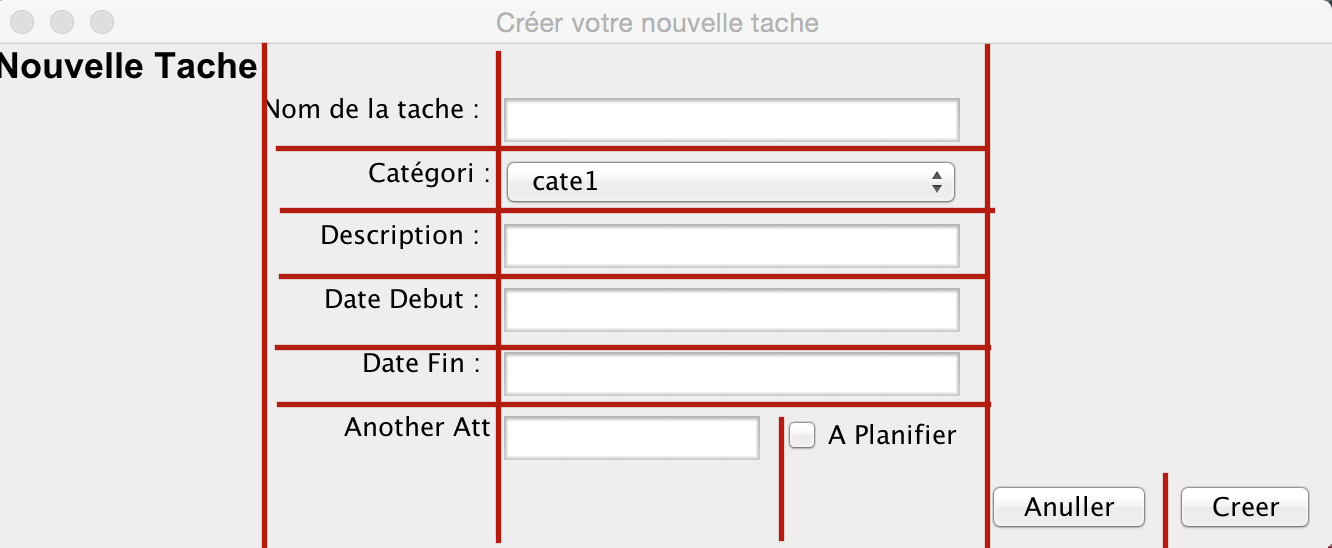 Créer votre nouvelle tache
Nouvelle Tache
Nom de la tache :
Catégori :
cate1
Description :
Date Debut :
Date Fin :
Another Att
A Planifier
Anuller
Creer